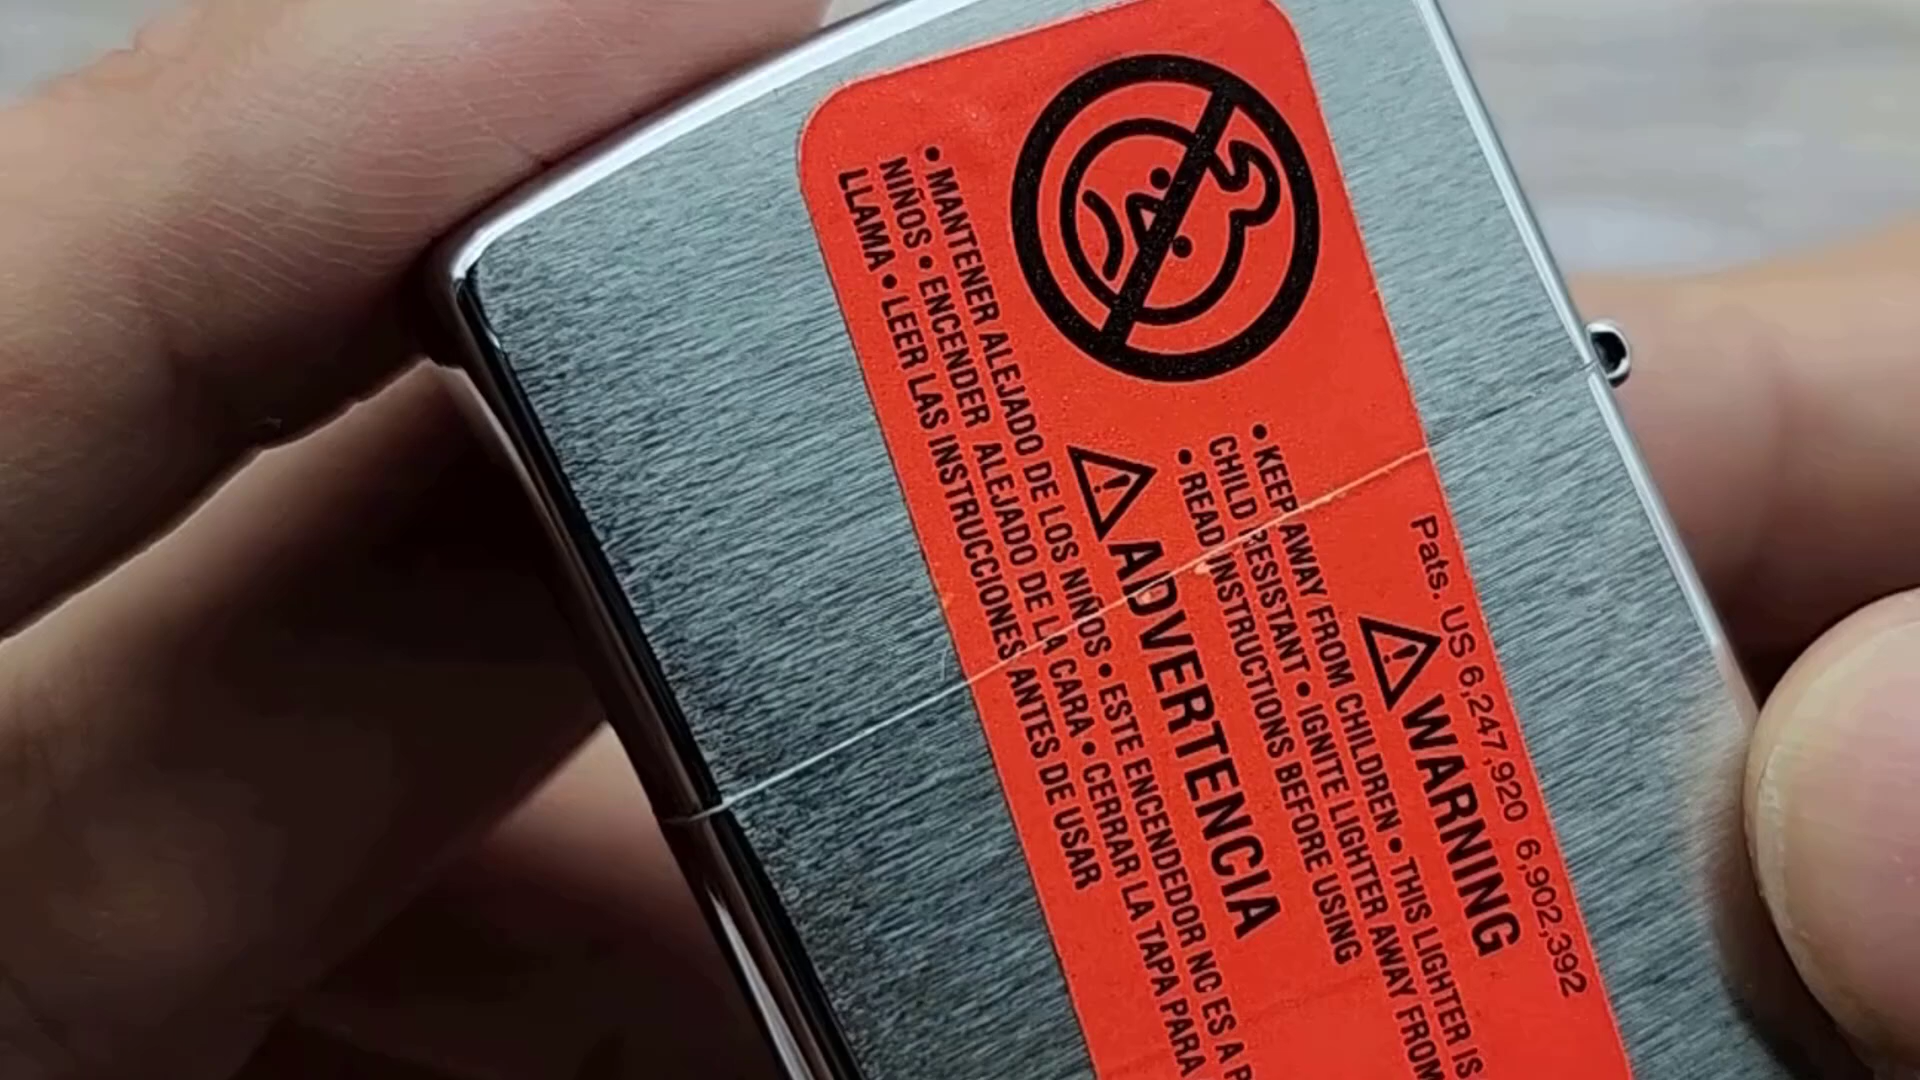 Pats. US 6,247,920 6,902,392
WARNING
• KEEP AWAY FROM CHILDREN • THIS LIGHTER IS
CHILD RESISTANT • IGNITE LIGHTER AWAY FROM
• READ INSTRUCTIONS BEFORE USING
ADVERTENCIA
• MANTENER ALEJADO DE LOS NIÑOS • ESTE ENCENDEDOR NO ES A
NIÑOS • ENCENDER ALEJADO DE LA CARA • CERRAR LA TAPA PARA
LLAMA • LEER LAS INSTRUCCIONES ANTES DE USAR